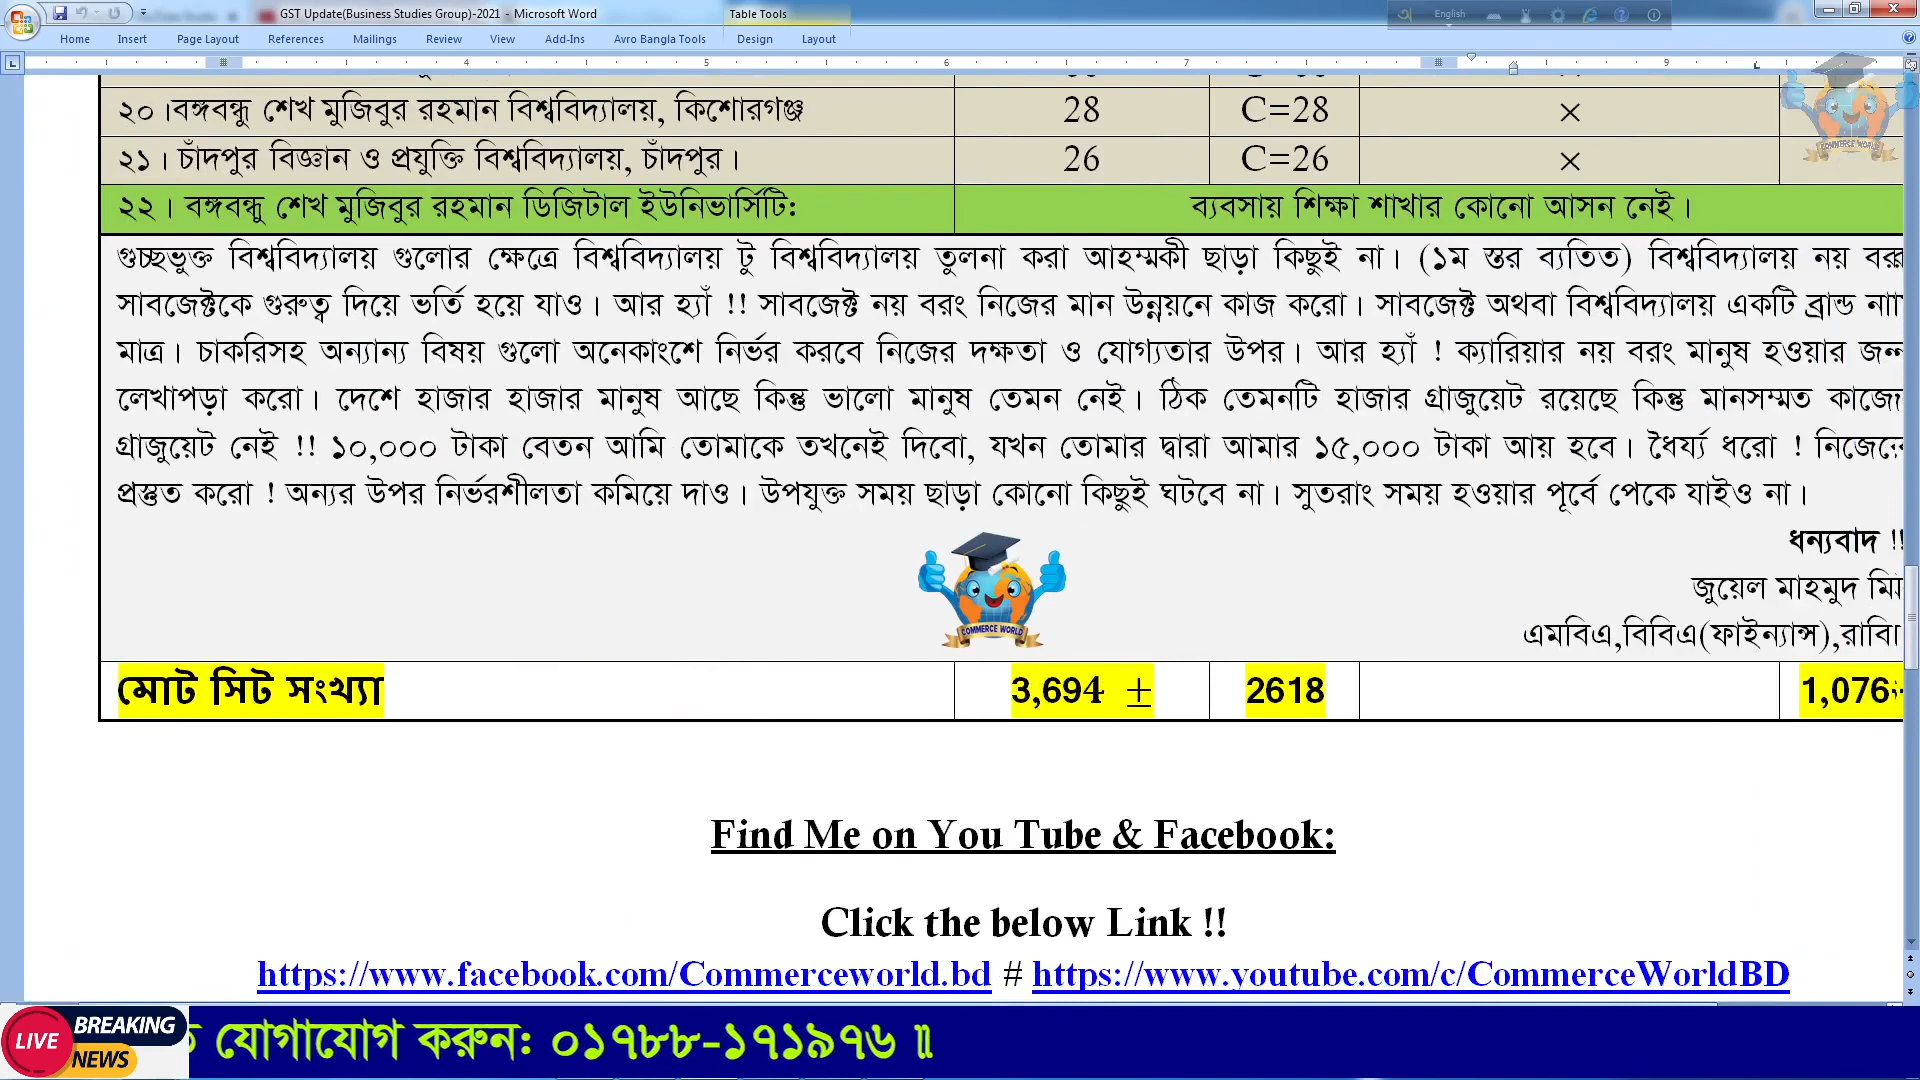 GST Update(Business Studies Group)-2021 - Microsoft Word
Table Tools
English
Home Insert Page Layout References Mailings Review View Add-Ins Avro Bangla Tools Design Layout
4 5 6 7 9
২০।বঙ্গবন্ধু শেখ মুজিবুর রহমান বিশ্ববিদ্যালয়, কিশোরগঞ্জ 28 C=28 ×
২১। চাঁদপুর বিজ্ঞান ও প্রযুক্তি বিশ্ববিদ্যালয়, চাঁদপুর। 26 C=26 ×
COMMERCE WORLD
২২। বঙ্গবন্ধু শেখ মুজিবুর রহমান ডিজিটাল ইউনিভার্সিটি: ব্যবসায় শিক্ষা শাখার কোনো আসন নেই।
গুচ্ছভুক্ত বিশ্ববিদ্যালয় গুলোর ক্ষেত্রে বিশ্ববিদ্যালয় টু বিশ্ববিদ্যালয় তুলনা করা আহম্মকী ছাড়া কিছুই না। (১ম স্তর ব্যতিত) বিশ্ববিদ্যালয় নয়
সাবজেক্টকে গুরুত্ব দিয়ে ভর্তি হয়ে যাও। আর হ্যাঁ !! সাবজেক্ট নয় বরং নিজের মান উন্নয়নে কাজ করো। সাবজেক্ট অথবা বিশ্ববিদ্যালয় একটি ব্রান্ড
মাত্র। চাকরিসহ অন্যান্য বিষয় গুলো অনেকাংশে নির্ভর করবে নিজের দক্ষতা ও যোগ্যতার উপর। আর হ্যাঁ ! ক্যারিয়ার নয় বরং মানুষ হওয়ার
লেখাপড়া করো। দেশে হাজার হাজার মানুষ আছে কিন্তু ভালো মানুষ তেমন নেই। ঠিক তেমনটি হাজার গ্রাজুয়েট রয়েছে কিন্তু মানসম্মত
গ্রাজুয়েট নেই !! ১০,০০০ টাকা বেতন আমি তোমাকে তখনেই দিবো, যখন তোমার দ্বারা আমার ১৫,০০০ টাকা আয় হবে। ধৈর্য্য ধরো !
প্রস্তুত করো ! অন্যর উপর নির্ভরশীলতা কমিয়ে দাও। উপযুক্ত সময় ছাড়া কোনো কিছুই ঘটবে না। সুতরাং সময় হওয়ার পূর্বে পেকে যাইও না।
ধন্যবাদ !!
জুয়েল মাহমুদ
COMMERCE WORLD
এমবিএ,বিবিএ(ফাইন্যান্স),রাবি
মোট সিট সংখ্যা 3,694 ± 2618 1,076
Find Me on You Tube & Facebook:
Click the below Link !!
https://www.facebook.com/Commerceworld.bd # https://www.youtube.com/c/CommerceWorldBD
LIVE BREAKING NEWS
যোগাযোগ করুন: ০১৭৮৮-১৭১৯৭৬ ॥